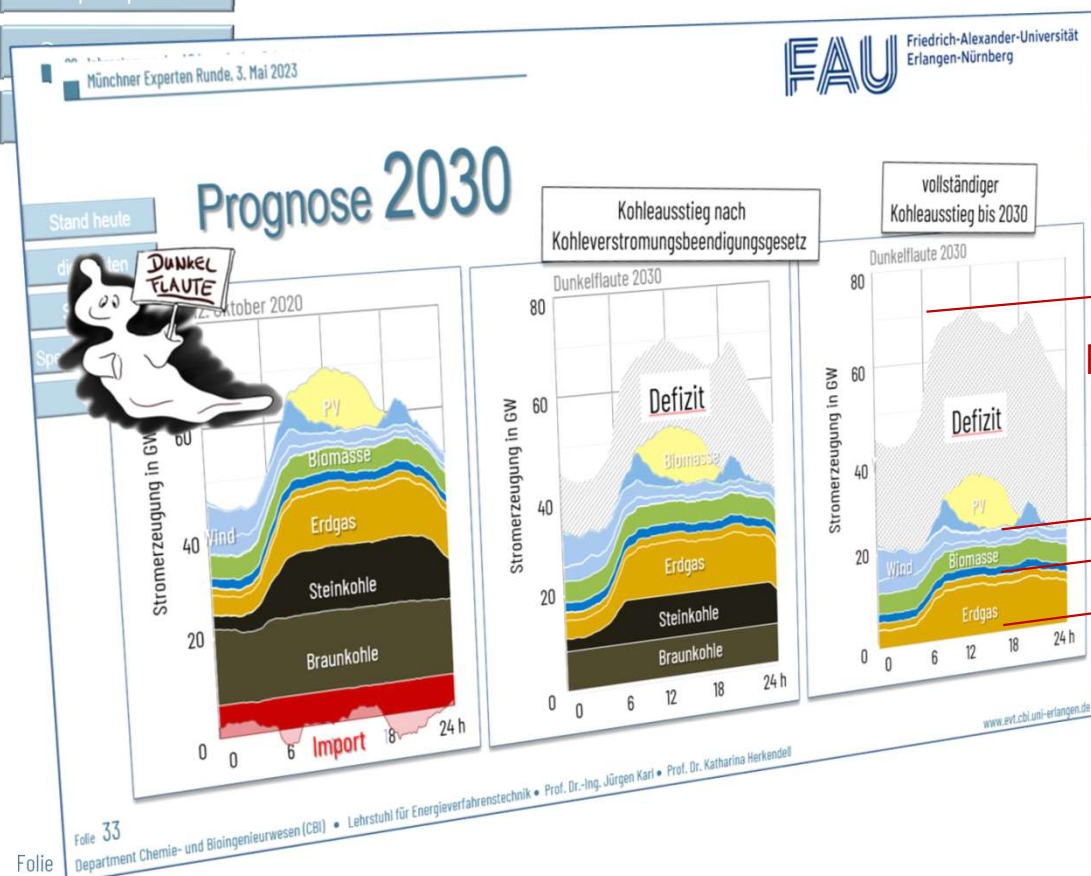 Münchner Experten Runde, 3. Mai 2023
FAU
Friedrich-Alexander-Universität
Erlangen-Nürnberg
Prognose 2030
Stand heute
DUNKEL
FLAUTE
Oktober 2020
Stromerzeugung in GW
60
40
20
0
0
6
18
24 h
PV
Wind
Biomasse
Erdgas
Steinkohle
Braunkohle
Import
Kohleausstieg nach
Kohleverstromungsbeendigungsgesetz
Dunkelflaute 2030
Stromerzeugung in GW
80
60
40
20
0
0
6
12
18
24 h
Defizit
Biomasse
Erdgas
Steinkohle
Braunkohle
vollständiger
Kohleausstieg bis 2030
Dunkelflaute 2030
Stromerzeugung in GW
80
60
40
20
0
0
6
12
18
24 h
Defizit
PV
Wind
Biomasse
Erdgas
www.evt.cbi.uni-erlangen.de
Folie 33
Department Chemie- und Bioingenieurwesen (CBI) • Lehrstuhl für Energieverfahrenstechnik • Prof. Dr.-Ing. Jürgen Karl • Prof. Dr. Katharina Herkendell
Folie